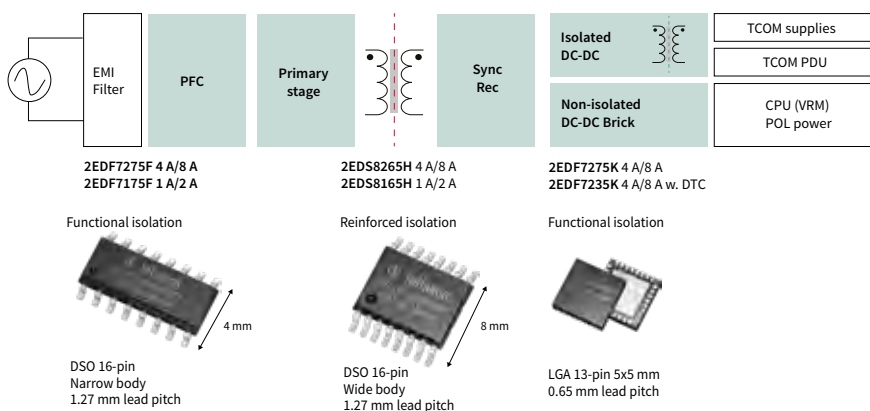 EMI
Filter
PFC
Primary
stage
Sync
Rec
Isolated
DC-DC
Non-isolated
DC-DC Brick
TCOM supplies
TCOM PDU
CPU (VRM)
POL power
2EDF7275F 4 A/8 A
2EDF7175F 1 A/2 A
2EDS8265H 4 A/8 A
2EDS8165H 1 A/2 A
2EDF7275K 4 A/8 A
2EDF7235K 4 A/8 A w. DTC
Functional isolation
4 mm
DSO 16-pin
Narrow body
1.27 mm lead pitch
Reinforced isolation
8 mm
DSO 16-pin
Wide body
1.27 mm lead pitch
Functional isolation
LGA 13-pin 5x5 mm
0.65 mm lead pitch